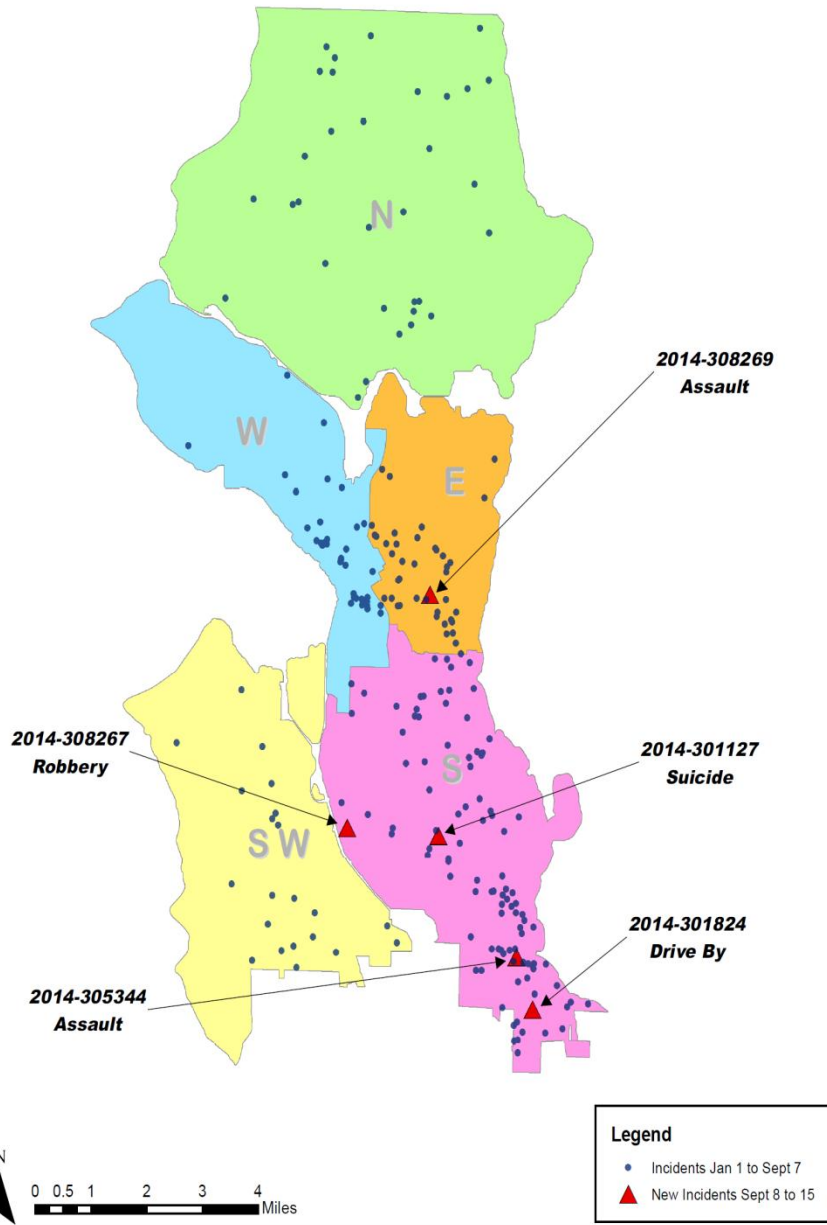 N
2014-308269
Assault
W
E
2014-308267
Robbery
S
2014-301127
Suicide
SW
2014-301824
Drive By
2014-305344
Assault
Legend
Incidents Jan 1 to Sept 7
New Incidents Sept 8 to 15
N
0 0.5 1 2 3 4
Miles